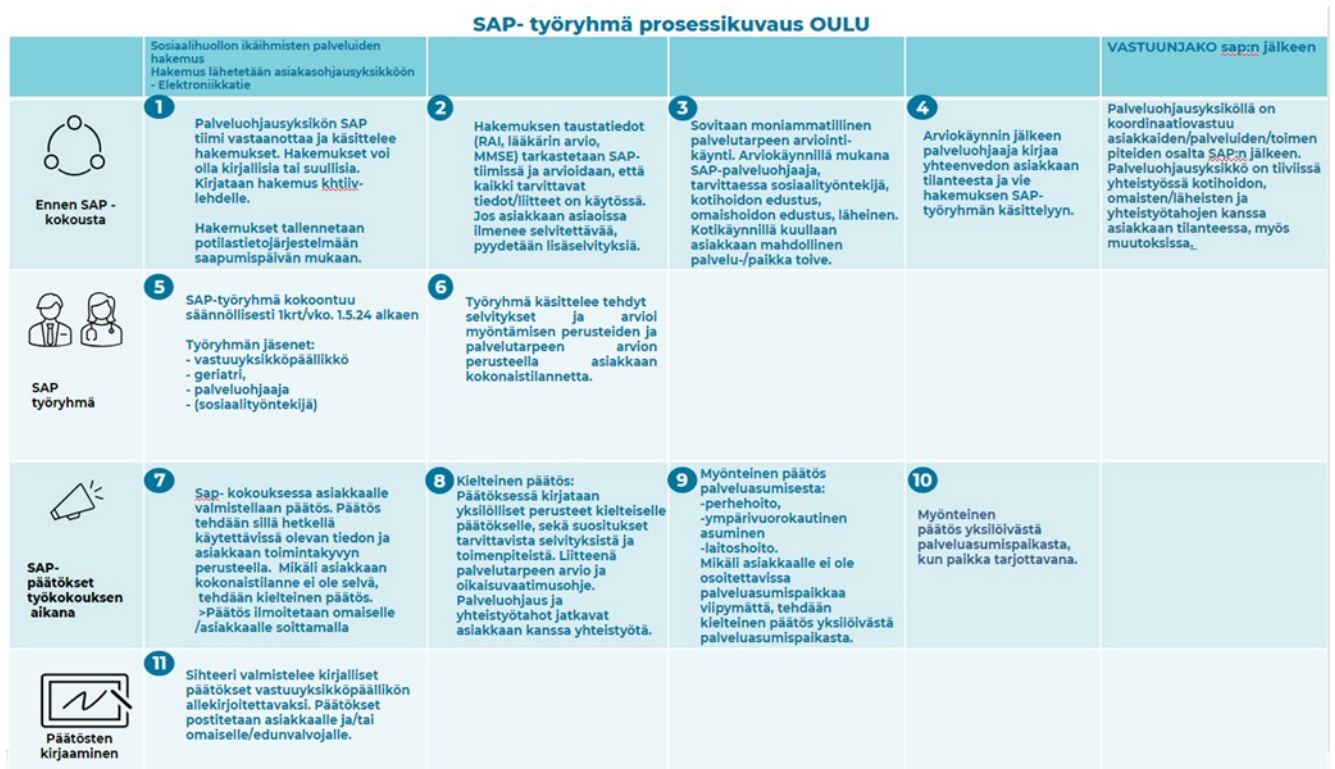 SAP- työryhmä prosessikuvaus OULU
Sosiaalihuollon ikäihmisten palveluiden
hakemus
Hakemus lähetetään asiakasohjausyksikköön
- Elektroniikkatie
VASTUUNJAKO sap:n jälkeen
Ennen SAP -
kokousta
1
Palveluohjausyksikön SAP
tiimi vastaanottaa ja käsittelee
hakemukset. Hakemukset voi
olla kirjallisia tai suullisia.
Kirjataan hakemus khtiiv-
lehdelle.
Hakemukset tallennetaan
potilastietojärjestelmään
saapumispäivän mukaan.
2
Hakemuksen taustatiedot
(RAI, lääkärin arvio,
MMSE) tarkastetaan SAP-
tiimissä ja arvioidaan, että
kaikki tarvittavat
tiedot/liitteet on käytössä.
Jos asiakkaan asiaoissa
ilmenee selvitettävää,
pyydetään lisäselvityksiä.
3
Sovitaan moniammatillinen
palvelutarpeen arviointi-
käynti. Arviokäynnillä mukana
SAP-palveluohjaaja,
tarvittaessa sosiaalityöntekijä,
kotihoidon edustus,
omaishoidon edustus, läheinen.
Kotikäynnillä kuullaan
asiakkaan mahdollinen
palvelu-/paikka toive.
4
Arviokäynnin jälkeen
palveluohjaaja kirjaa
yhteenvedon asiakkaan
tilanteesta ja vie
hakemuksen SAP-
työryhmän käsittelyyn.
Palveluohjausyksiköllä on
koordinaatiovastuu
asiakkaiden/palveluiden/toimen
piteiden osalta SAP:n jälkeen.
Palveluohjausyksikkö on tiiviissä
yhteistyössä kotihoidon,
omaisten/läheisten ja
yhteistyötahojen kanssa
asiakkaan tilanteessa, myös
muutoksissa.
SAP
työryhmä
5
SAP-työryhmä kokoontuu
säännöllisesti 1krt/vko. 1.5.24 alkaen
Työryhmän jäsenet:
- vastuuyksikköpäällikkö
- geriatri,
- palveluohjaaja
- (sosiaalityöntekijä)
6
Työryhmä käsittelee tehdyt
selvitykset ja arvioi
myöntämisen perusteiden ja
palvelutarpeen arvion
perusteella asiakkaan
kokonaistilannetta.
SAP-
päätökset
työkokouksen
aikana
7
Sap- kokouksessa asiakkaalle
valmistellaan päätös. Päätös
tehdään sillä hetkellä
käytettävissä olevan tiedon ja
asiakkaan toimintakyvyn
perusteella. Mikäli asiakkaan
kokonaistilanne ei ole selvä,
tehdään kielteinen päätös.
>Päätös ilmoitetaan omaiselle
/asiakkaalle soittamalla
8
Kielteinen päätös:
Päätöksessä kirjataan
yksilölliset perusteet kielteiselle
päätökselle, sekä suositukset
tarvittavista selvityksistä ja
toimenpiteistä. Liitteenä
palvelutarpeen arvio ja
oikaisuvaatimusohje.
Palveluohjaus ja
yhteistyötahot jatkavat
asiakkaan kanssa yhteistyötä.
9
Myönteinen päätös
palveluasumisesta:
-perhehoito,
-ympärivuorokautinen
asuminen
-laitoshoito.
Mikäli asiakkaalle ei ole
osoitettavissa
palveluasumispaikkaa
viipymättä, tehdään
kielteinen päätös yksilöivästä
palveluasumispaikasta.
10
Myönteinen
päätös yksilöivästä
palveluasumispaikasta,
kun paikka tarjottavana.
Päätösten
kirjaaminen
11
Sihteeri valmistelee kirjalliset
päätökset vastuuyksikköpäällikön
allekirjoitettavaksi. Päätökset
postitetaan asiakkaalle ja/tai
omaiselle/edunvalvojalle.